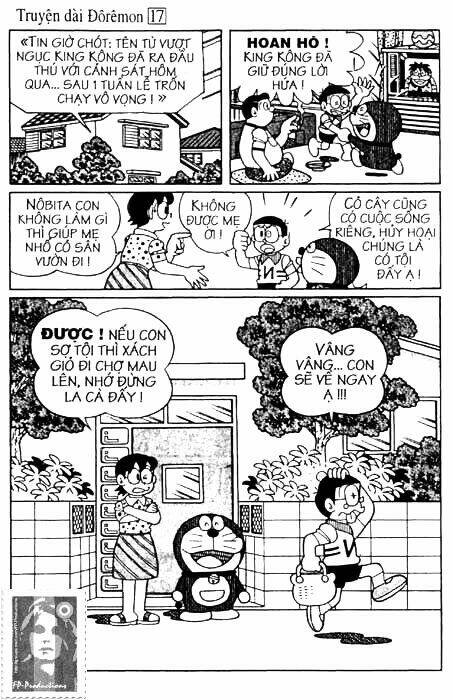 Truyện dài Đôrêmon 17
«TIN GIỜ CHÓT: TÊN TỬ VƯỢT
NGỤC KING KÔNG ĐÃ RA ĐẦU
THÚ VỚI CẢNH SÁT HÔM
QUA... SAU 1 TUẦN LỄ TRỐN
CHẠY VÔ VỌNG ! »
HOAN HÔ !
KING KÔNG ĐÃ
GIỮ ĐÚNG LỜI
HỨA !
NÔBITA CON
KHÔNG LÀM GÌ
THÌ GIÚP MẸ
NHỔ CỎ SÂN
VƯỜN ĐI !
KHÔNG
ĐƯỢC MẸ
ƠI !
CỎ CÂY CŨNG
CÓ CUỘC SỐNG
RIÊNG, HỦY HOẠI
CHÚNG LÀ
CÓ TỘI
ĐẤY Ạ !
ĐƯỢC ! NẾU CON
SỢ TỘI THÌ XÁCH
GIỎ ĐI CHỢ MAU
LÊN, NHỚ ĐỪNG
LA CÀ ĐẤY !
VÂNG
VÂNG... CON
SẼ VỀ NGAY
Ạ !!!
FP-Productions